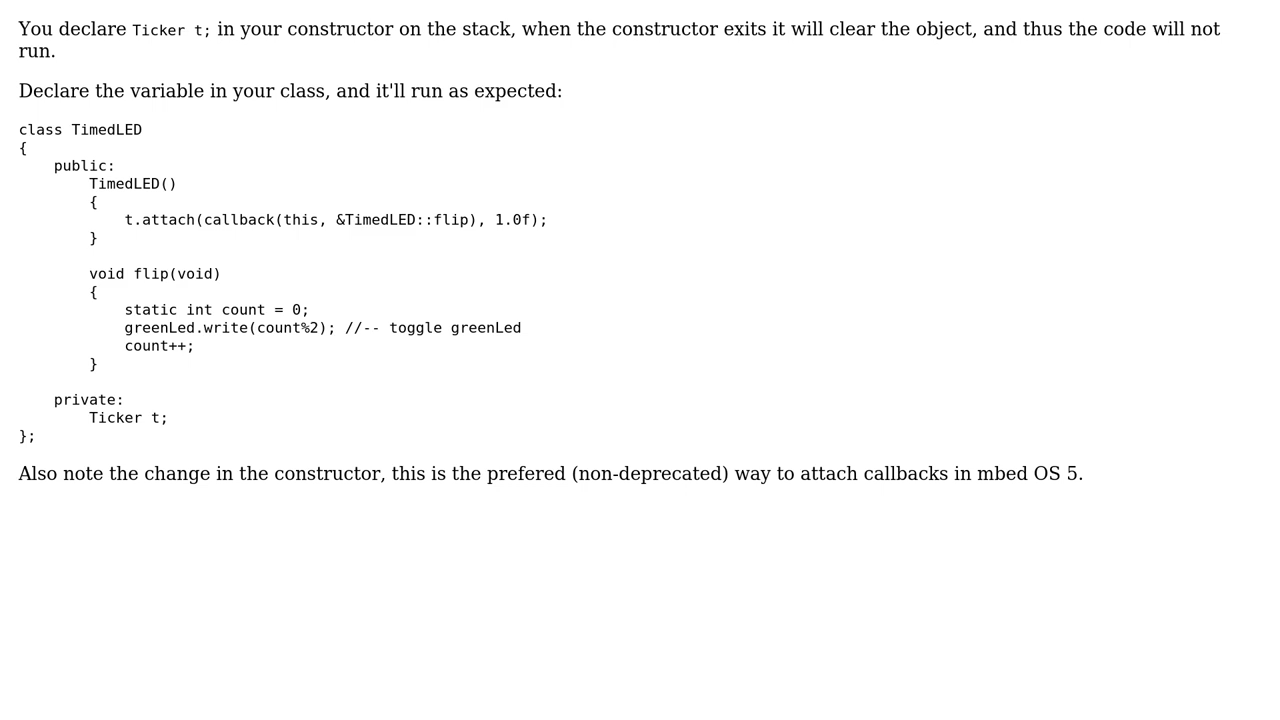 You declare Ticker t; in your constructor on the stack, when the constructor exits it will clear the object, and thus the code will not
run.
Declare the variable in your class, and it'll run as expected:
class TimedLED
{
    public:
        TimedLED()
        {
            t.attach(callback(this, &TimedLED::flip), 1.0f);
        }

        void flip(void)
        {
            static int count = 0;
            greenLed.write(count%2); //-- toggle greenLed
            count++;
        }

    private:
        Ticker t;
};
Also note the change in the constructor, this is the prefered (non-deprecated) way to attach callbacks in mbed OS 5.